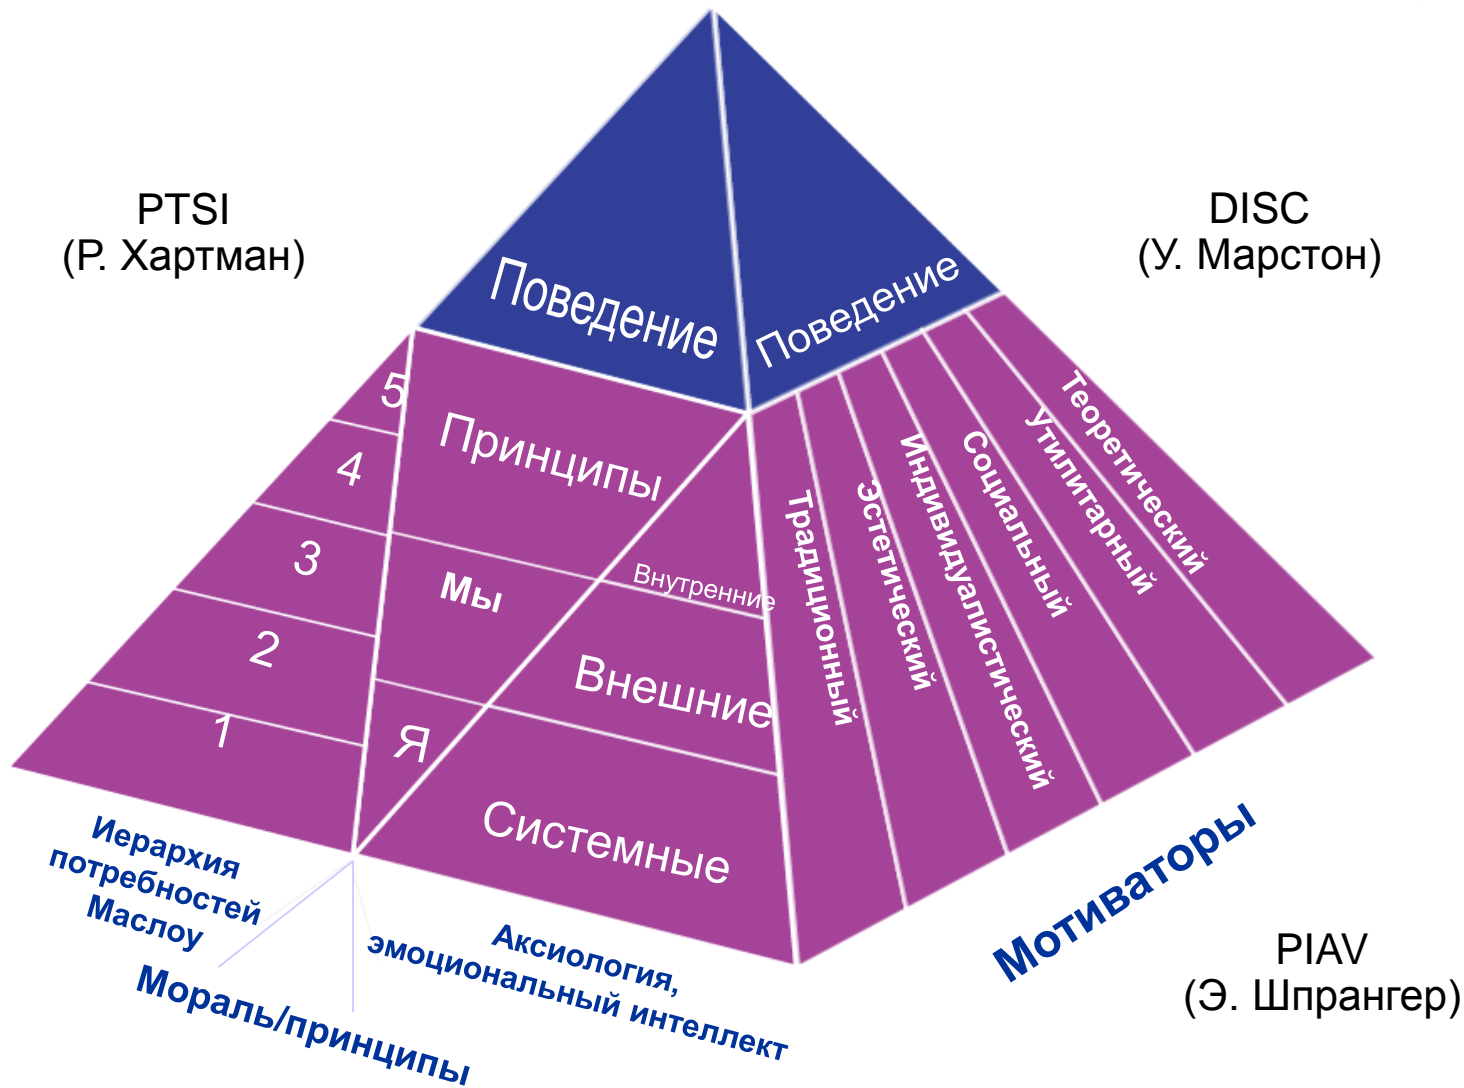 PTSI
(Р. Хартман)
DISC
(У. Марстон)
Поведение
Поведение
5
4
3
2
1
Принципы
Мы
Я
Внутренние
Внешние
Системные
Традиционный
Эстетический
Индивидуалистический
Социальный
Утилитарный
Теоретический
Иерархия
потребностей
Маслоу
Мораль/принципы
Аксиология,
эмоциональный интеллект
Мотиваторы
PIAV
(Э. Шпрангер)